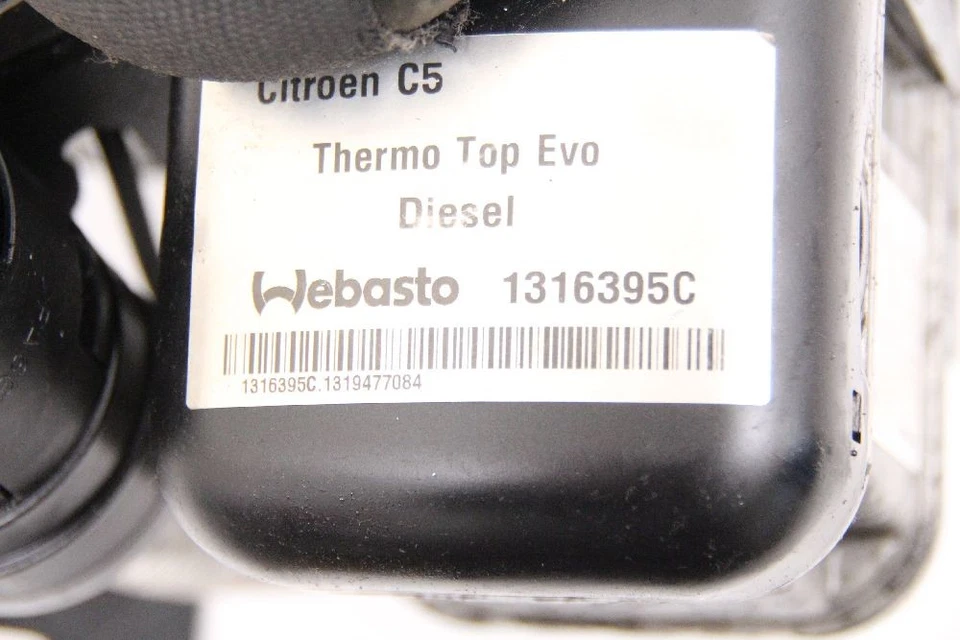 Citroen C5
Thermo Top Evo
Diesel
Webasto 1316395C
1316395C.1319477084